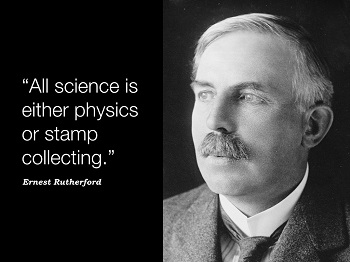 “All science is
either physics
or stamp
collecting.”
Ernest Rutherford